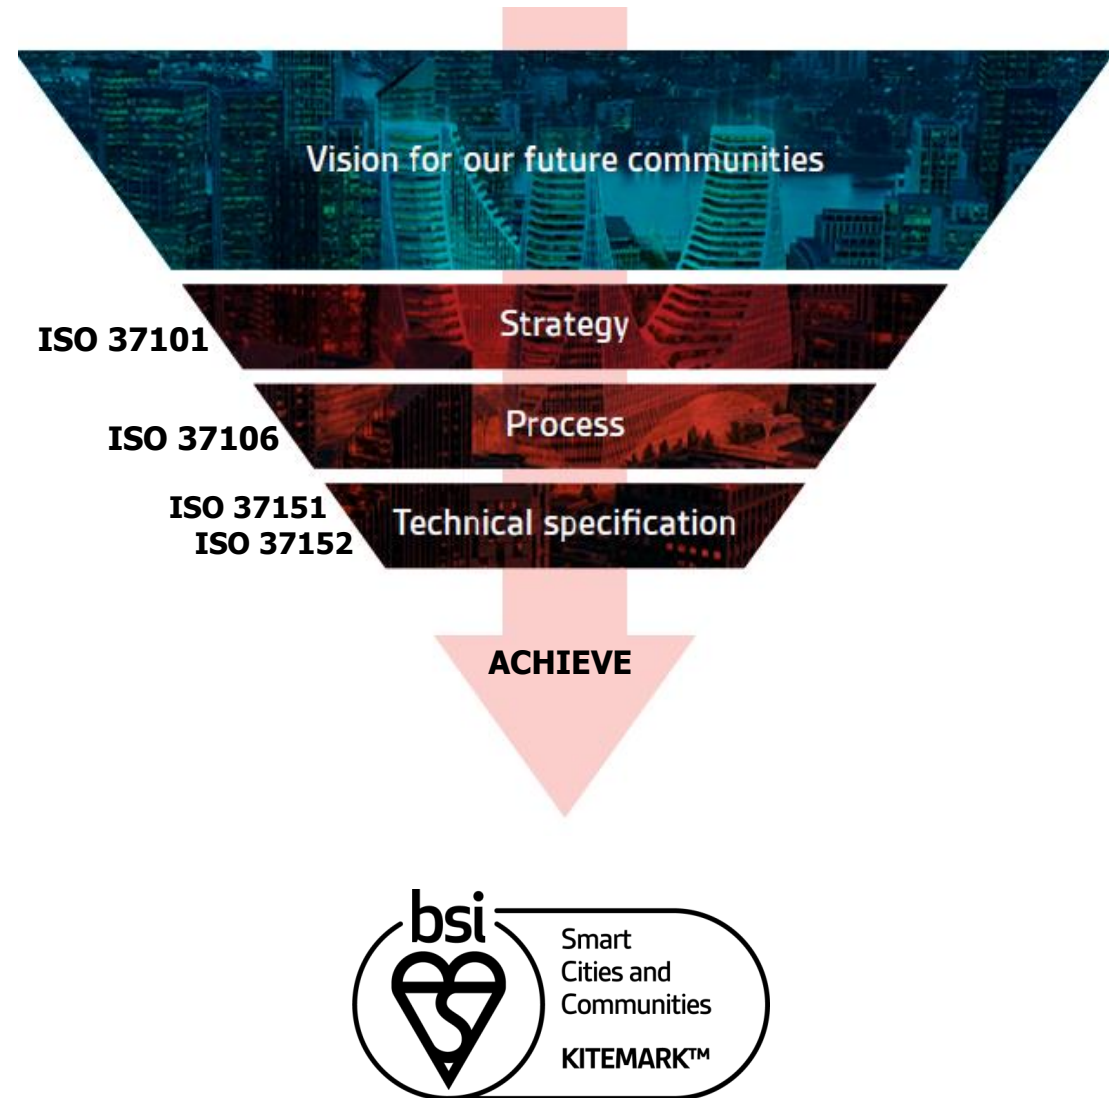 Vision for our future communities
ISO 37101
Strategy
ISO 37106
Process
ISO 37151
ISO 37152
Technical specification
ACHIEVE
bsi
Smart
Cities and
Communities
KITEMARK™